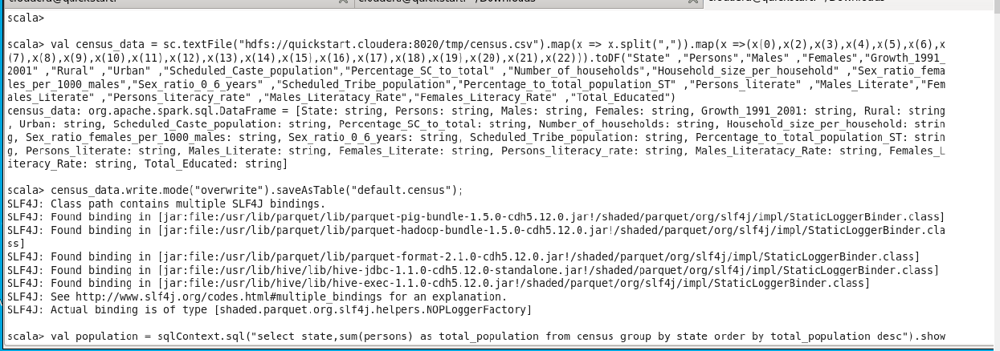 scala>
scala> val census_data = sc.textFile("hdfs://quickstart.cloudera:8020/tmp/census.csv").map(x => x.split(",")).map(x =>(x(0),x(2),x(3),x(4),x(5),x(6),x
(7),x(8),x(9),x(10),x(11),x(12),x(13),x(14),x(15),x(16),x(17),x(18),x(19),x(20),x(21),x(22))).toDF("State" ,"Persons","Males" ,"Females","Growth_1991_
2001" ,"Rural" ,"Urban" ,"Scheduled_Caste_population","Percentage_SC_to_total" ,"Number_of_households","Household_size_per_household" ,"Sex_ratio_fema
les_per_1000_males","Sex_ratio_0_6_years" ,"Scheduled_Tribe_population","Percentage_to_total_population_ST" ,"Persons_literate" ,"Males_Literate","Fem
ales_Literate" ,"Persons_literacy_rate" ,"Males_Literatacy_Rate","Females_Literacy_Rate" ,"Total_Educated")
census_data: org.apache.spark.sql.DataFrame = [State: string, Persons: string, Males: string, Females: string, Growth_1991_2001: string, Rural: string
, Urban: string, Scheduled_Caste_population: string, Percentage_SC_to_total: string, Number_of_households: string, Household_size_per_household: strin
g, Sex_ratio_females_per_1000_males: string, Sex_ratio_0_6_years: string, Scheduled_Tribe_population: string, Percentage_to_total_population_ST: strin
g, Persons_literate: string, Males_Literate: string, Females_Literate: string, Persons_literacy_rate: string, Males_Literatacy_Rate: string, Females_L
iteracy_Rate: string, Total_Educated: string]
scala> census_data.write.mode("overwrite").saveAsTable("default.census");
SLF4J: Class path contains multiple SLF4J bindings.
SLF4J: Found binding in [jar:file:/usr/lib/parquet/lib/parquet-pig-bundle-1.5.0-cdh5.12.0.jar!/shaded/parquet/org/slf4j/impl/StaticLoggerBinder.class]
SLF4J: Found binding in [jar:file:/usr/lib/parquet/lib/parquet-hadoop-bundle-1.5.0-cdh5.12.0.jar!/shaded/parquet/org/slf4j/impl/StaticLoggerBinder.cla
ss]
SLF4J: Found binding in [jar:file:/usr/lib/parquet/lib/parquet-format-2.1.0-cdh5.12.0.jar!/shaded/parquet/org/slf4j/impl/StaticLoggerBinder.class]
SLF4J: Found binding in [jar:file:/usr/lib/hive/lib/hive-jdbc-1.1.0-cdh5.12.0-standalone.jar!/shaded/parquet/org/slf4j/impl/StaticLoggerBinder.class]
SLF4J: Found binding in [jar:file:/usr/lib/hive/lib/hive-exec-1.1.0-cdh5.12.0.jar!/shaded/parquet/org/slf4j/impl/StaticLoggerBinder.class]
SLF4J: See http://www.slf4j.org/codes.html#multiple_bindings for an explanation.
SLF4J: Actual binding is of type [shaded.parquet.org.slf4j.helpers.NOPLoggerFactory]
scala> val population = sqlContext.sql("select state,sum(persons) as total_population from census group by state order by total_population desc").show